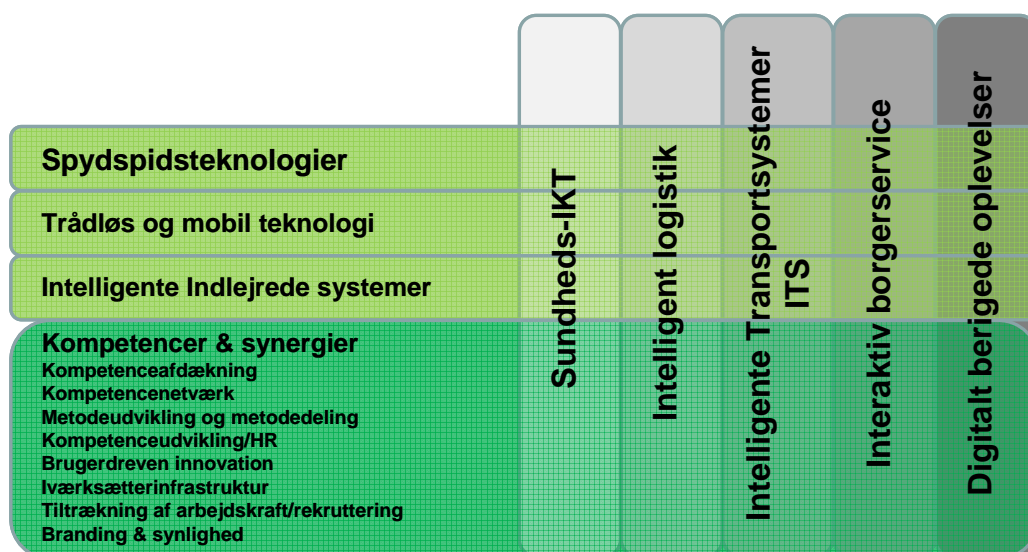 Spydspidsteknologier
Trådløs og mobil teknologi
Intelligente Indlejrede systemer
Kompetencer & synergier
Kompetenceafdækning
Kompetencenetværk
Metodeudvikling og metodedeling
Kompetenceudvikling/HR
Brugerdreven innovation
Iværksætterinfrastruktur
Tiltrækning af arbejdskraft/rekruttering
Branding & synlighed
Sundheds-IKT
Intelligent logistik
Intelligente Transportsystemer
ITS
Interaktiv borgerservice
Digitalt berigede oplevelser